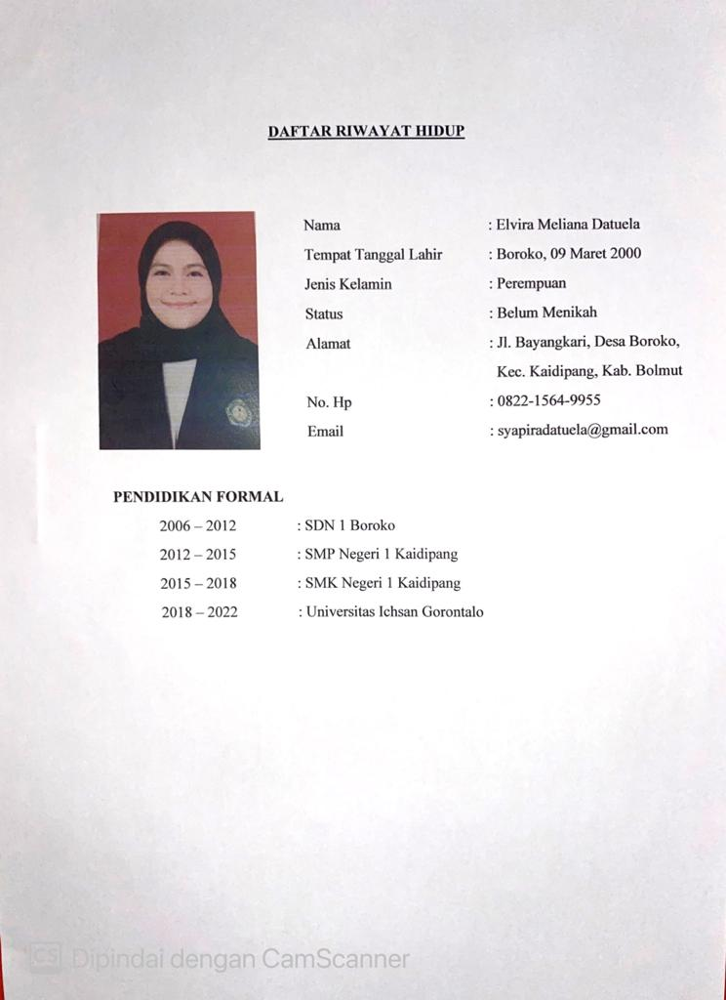 DAFTAR RIWAYAT HIDUP
Nama : Elvira Meliana Datuela
Tempat Tanggal Lahir : Boroko, 09 Maret 2000
Jenis Kelamin : Perempuan
Status : Belum Menikah
Alamat : Jl. Bayangkari, Desa Boroko,
Kec. Kaidipang, Kab. Bolmut
No. Hp : 0822-1564-9955
Email : syapiradatuela@gmail.com
PENDIDIKAN FORMAL
2006 – 2012 : SDN 1 Boroko
2012 – 2015 : SMP Negeri 1 Kaidipang
2015 – 2018 : SMK Negeri 1 Kaidipang
2018 – 2022 : Universitas Ichsan Gorontalo
CS Dipindai dengan CamScanner